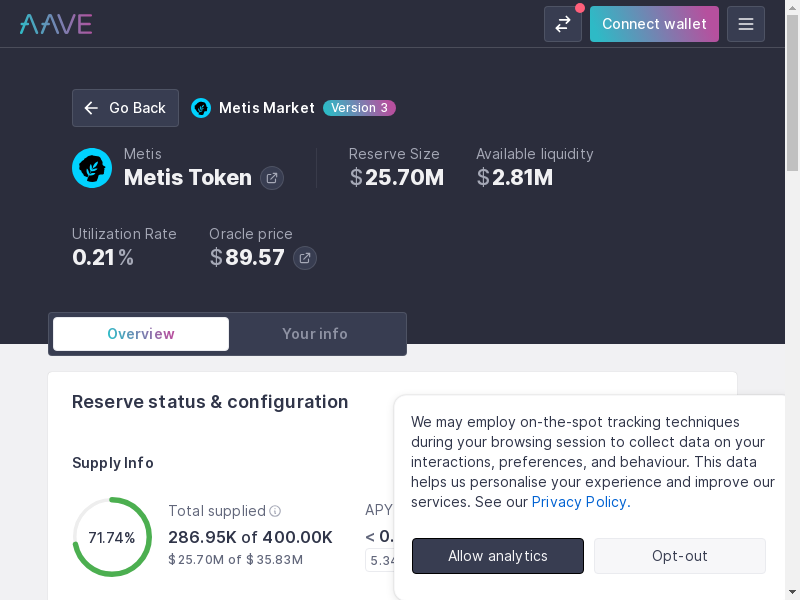 AAVE
Connect wallet
Go Back
Metis Market
Version 3
Metis
Metis Token
Reserve Size
$25.70M
Available liquidity
$2.81M
Utilization Rate
0.21%
Oracle price
$89.57
Overview
Your info
Reserve status & configuration
Supply Info
71.74%
Total supplied
286.95K of 400.00K
$25.70M of $35.83M
APY
< 0.
5.34
We may employ on-the-spot tracking techniques
during your browsing session to collect data on your
interactions, preferences, and behaviour. This data
helps us personalise your experience and improve our
services. See our Privacy Policy.
Allow analytics
Opt-out